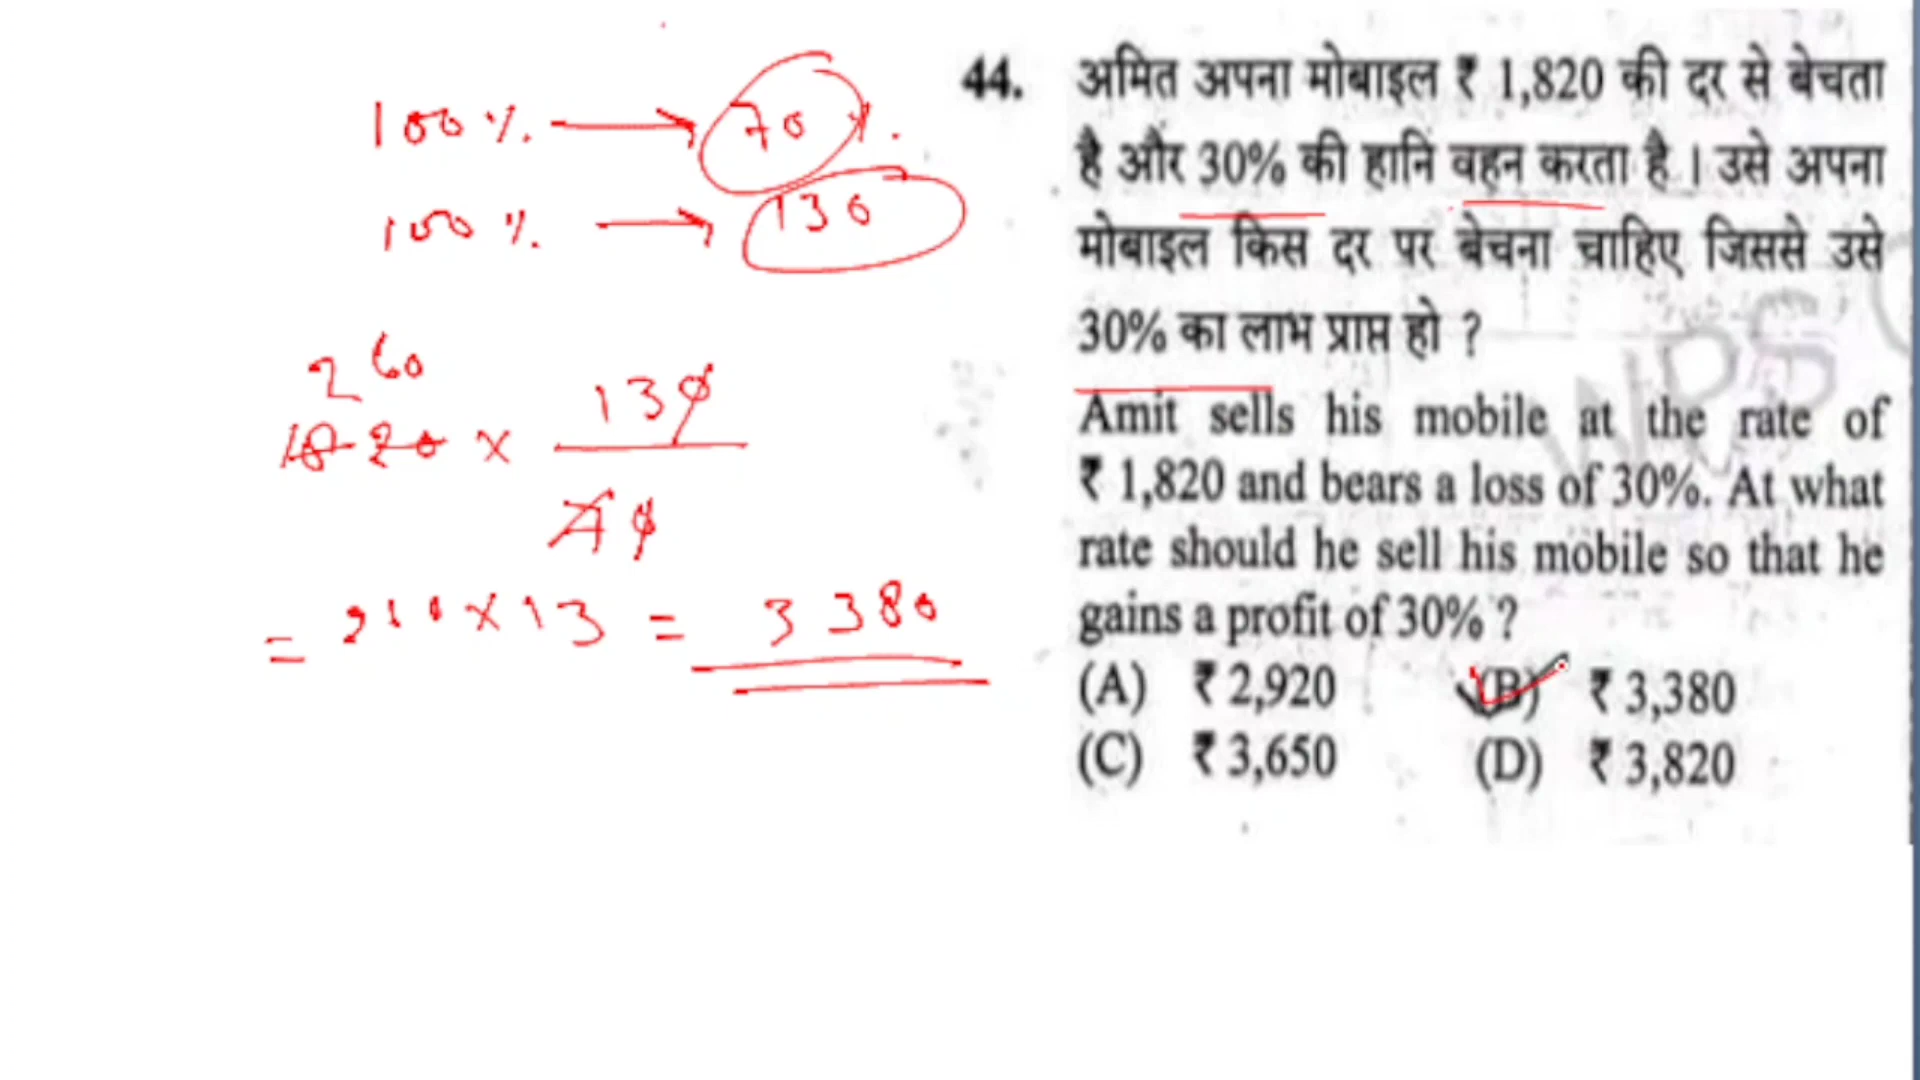 100 % → 70 %.
100 % → 130
260
1820 × 130
70
= 260 × 13 = 3380
44. अमित अपना मोबाइल ₹ 1,820 की दर से बेचता
है और 30% की हानि वहन करता है । उसे अपना
मोबाइल किस दर पर बेचना चाहिए जिससे उसे
30% का लाभ प्राप्त हो ?
Amit sells his mobile at the rate of
₹ 1,820 and bears a loss of 30%. At what
rate should he sell his mobile so that he
gains a profit of 30% ?
(A) ₹ 2,920 (B) ₹ 3,380
(C) ₹ 3,650 (D) ₹ 3,820